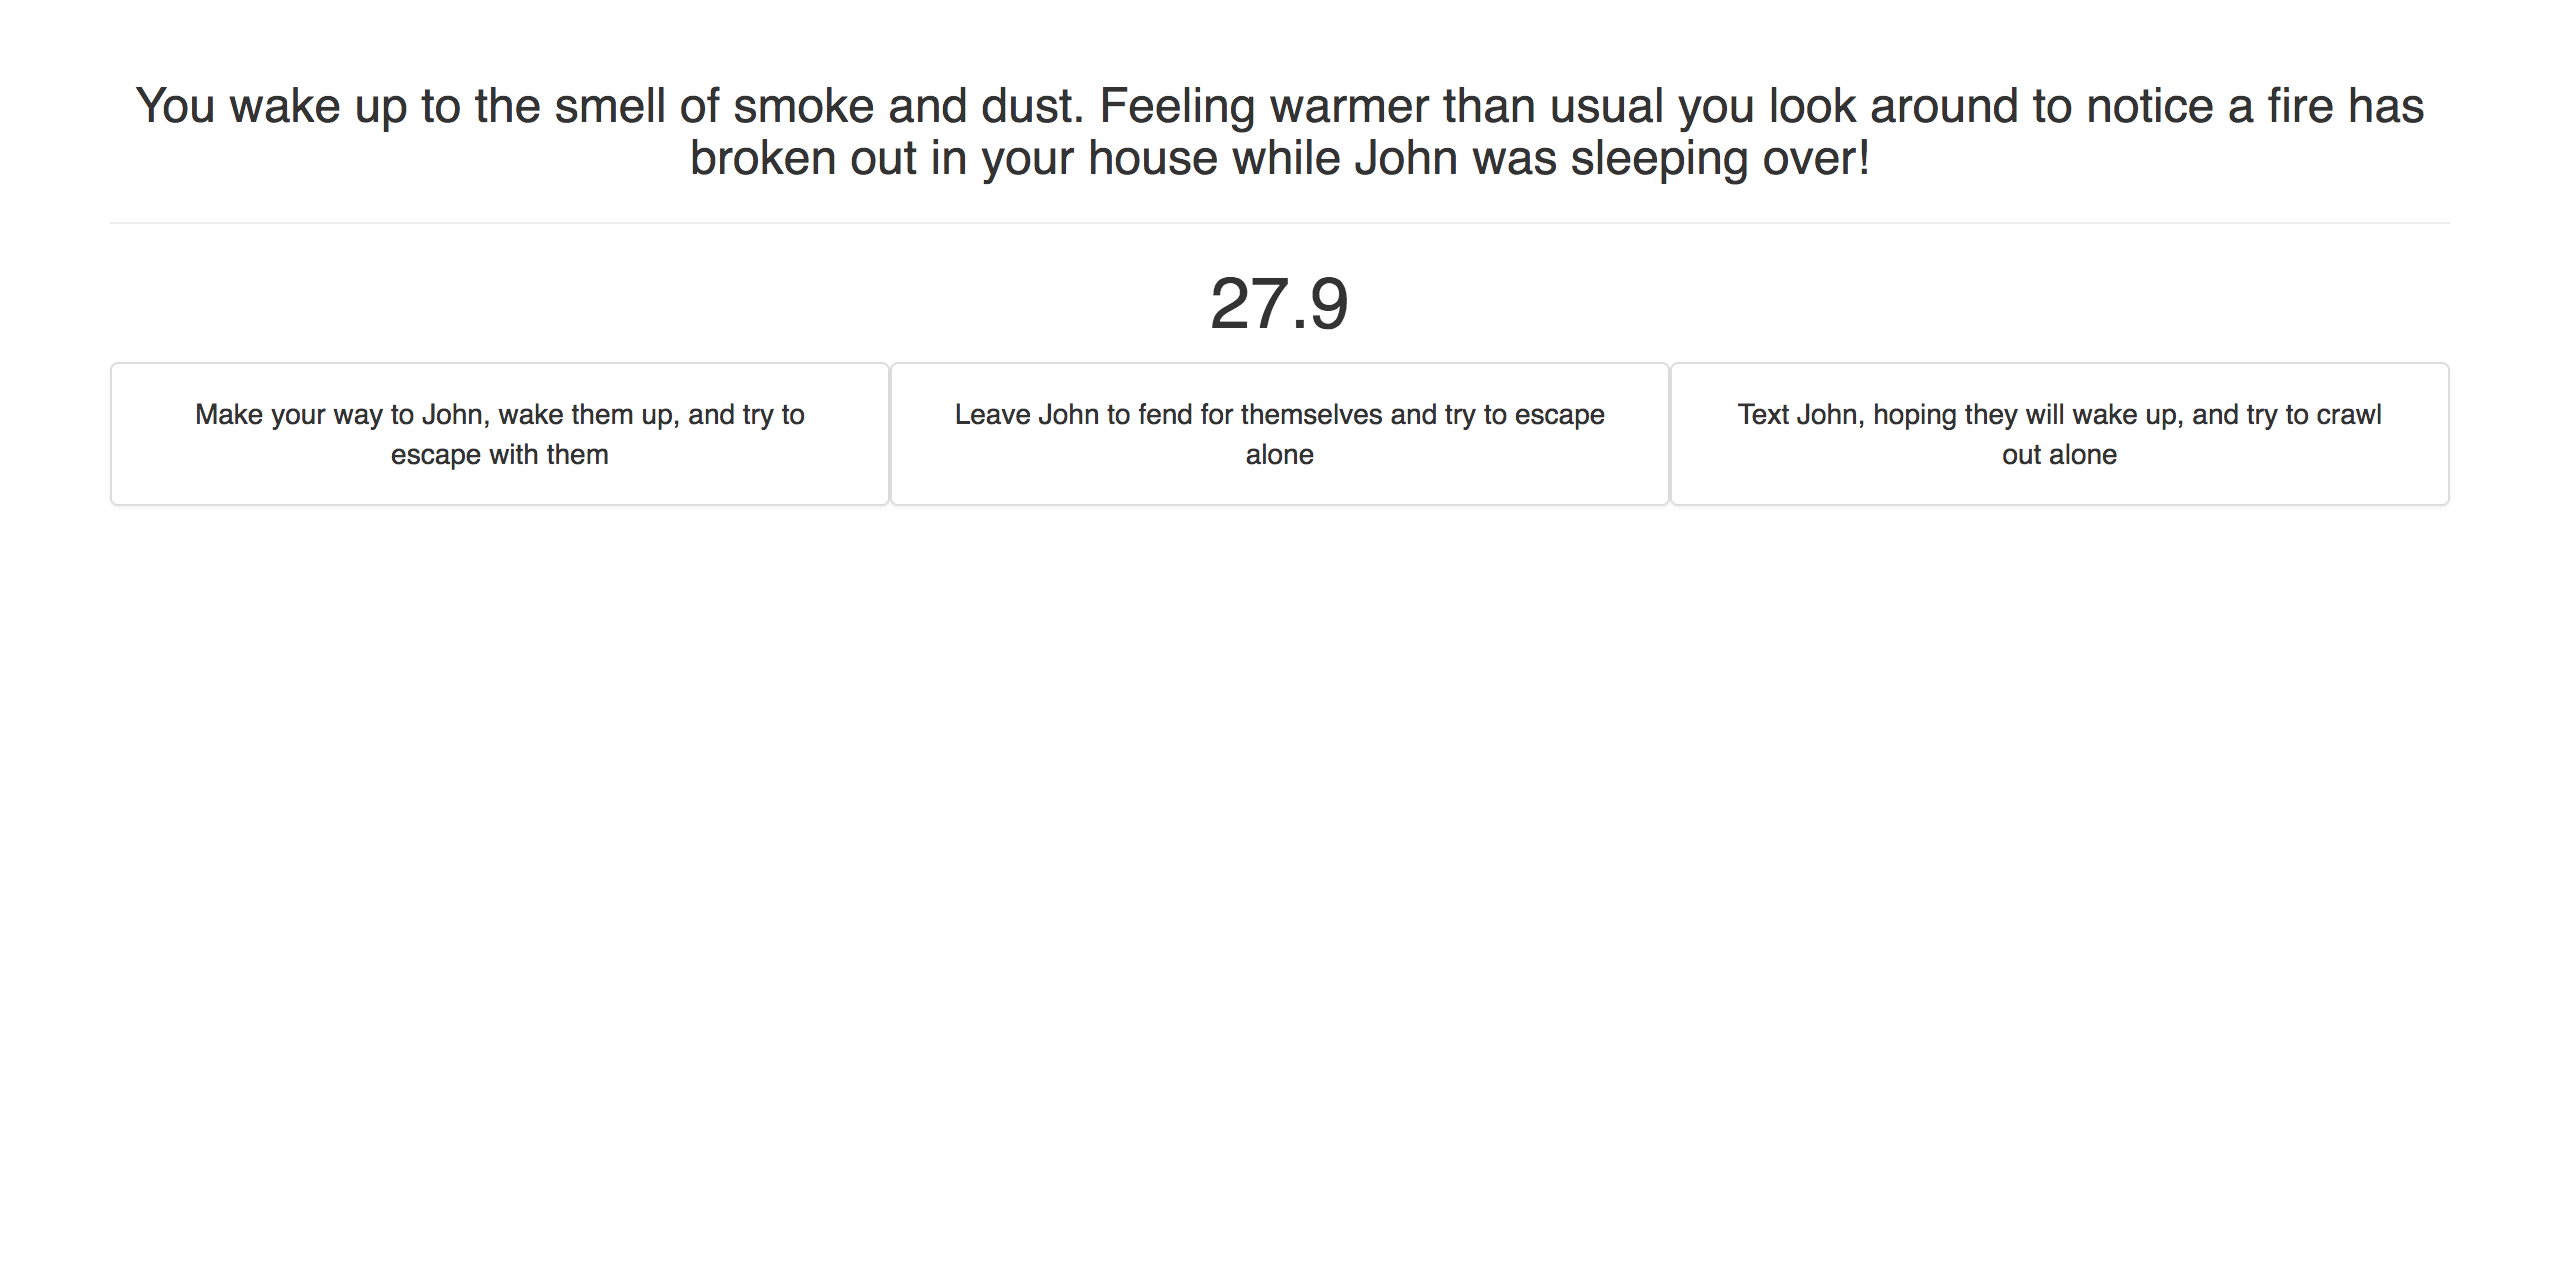 You wake up to the smell of smoke and dust. Feeling warmer than usual you look around to notice a fire has
broken out in your house while John was sleeping over!
27.9
Make your way to John, wake them up, and try to
escape with them
Leave John to fend for themselves and try to escape
alone
Text John, hoping they will wake up, and try to crawl
out alone